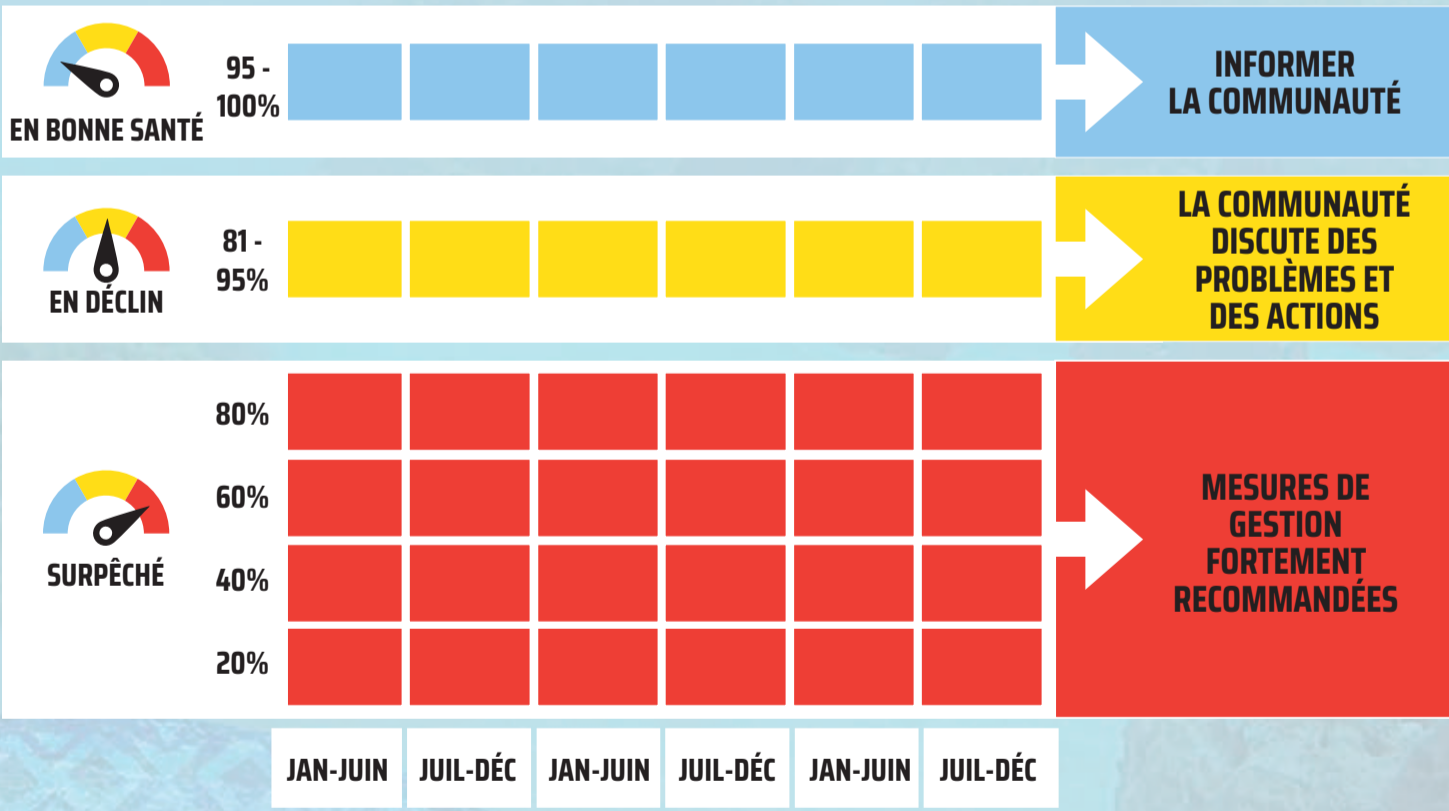 EN BONNE SANTÉ
95 -
100%
INFORMER
LA COMMUNAUTÉ
EN DÉCLIN
81 -
95%
LA COMMUNAUTÉ
DISCUTE DES
PROBLÈMES ET
DES ACTIONS
SURPÊCHÉ
80%
60%
40%
20%
MESURES DE
GESTION
FORTEMENT
RECOMMANDÉES
JAN-JUIN JUIL-DÉC JAN-JUIN JUIL-DÉC JAN-JUIN JUIL-DÉC